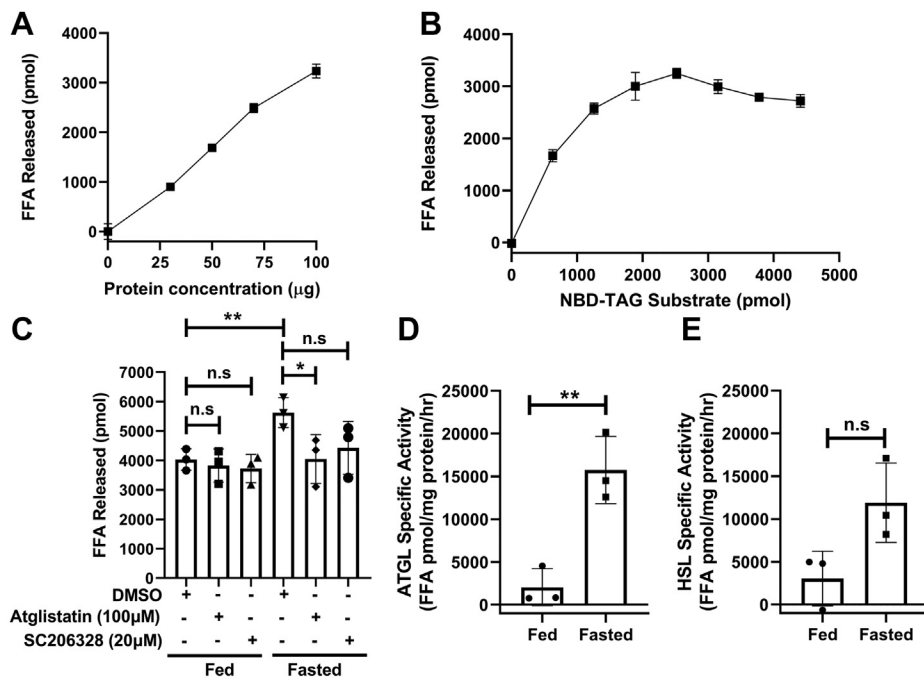 A
FFA Released (pmol)
4000
3000
2000
1000
0
0 25 50 75 100
Protein concentration (μg)
B
FFA Released (pmol)
4000
3000
2000
1000
0
0 1000 2000 3000 4000 5000
NBD-TAG Substrate (pmol)
C
**
n.s
n.s
*
n.s
FFA Released (pmol)
7000
6000
5000
4000
3000
2000
1000
0
DMSO + - - + - -
Atglistatin (100μM) - + - - + -
SC206328 (20μM) - - + - - +
Fed Fasted
D
ATGL Specific Activity
(FFA pmol/mg protein/hr)
25000
20000
15000
10000
5000
0
**
Fed Fasted
E
HSL Specific Activity
(FFA pmol/mg protein/hr)
25000
20000
15000
10000
5000
0
n.s
Fed Fasted